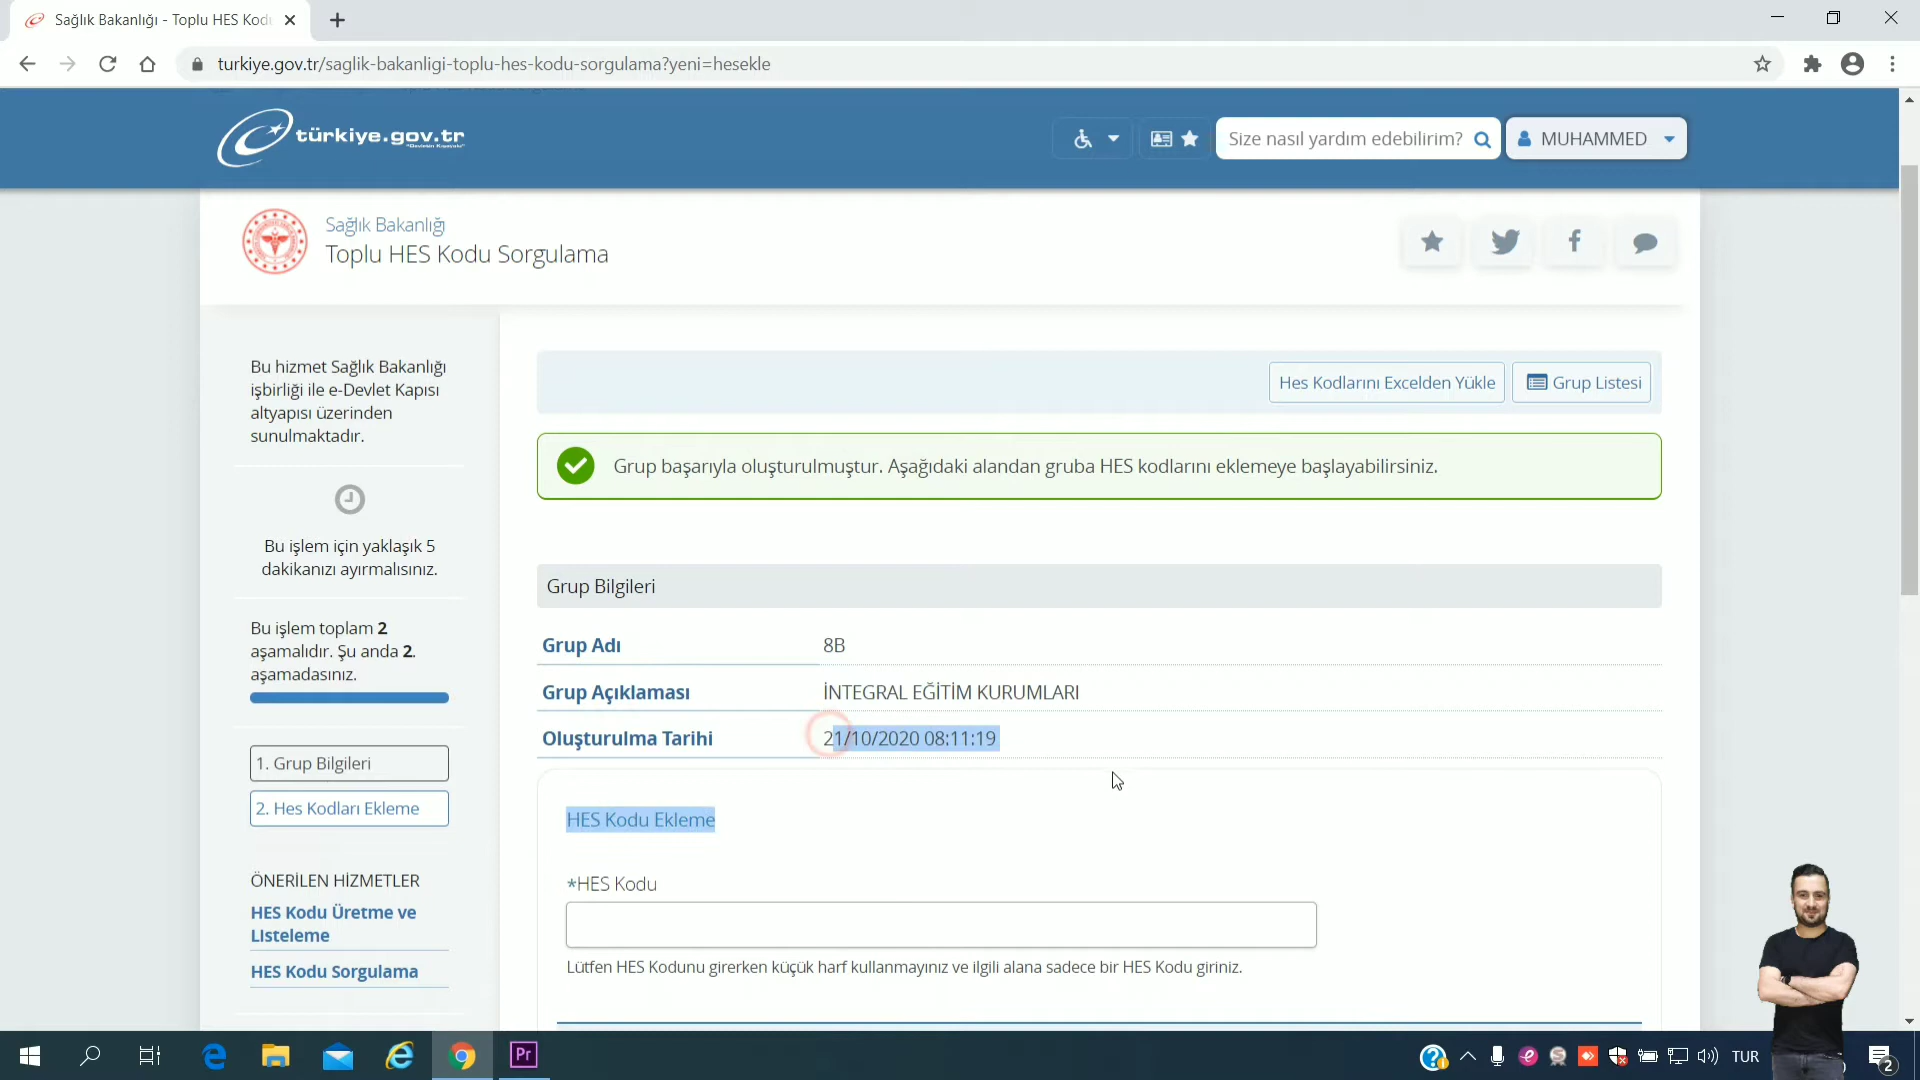 Sağlık Bakanlığı - Toplu HES Kodu
turkiye.gov.tr/saglik-bakanligi-toplu-hes-kodu-sorgulama?yeni=hesekle
türkiye.gov.tr
Size nasıl yardım edebilirim?
MUHAMMED
Sağlık Bakanlığı
Toplu HES Kodu Sorgulama
Bu hizmet Sağlık Bakanlığı
işbirliği ile e-Devlet Kapısı
altyapısı üzerinden
sunulmaktadır.
Bu işlem için yaklaşık 5
dakikanızı ayırmalısınız.
Bu işlem toplam 2
aşamalıdır. Şu anda 2.
aşamadasınız.
1. Grup Bilgileri
2. Hes Kodları Ekleme
ÖNERİLEN HİZMETLER
HES Kodu Üretme ve
Listeleme
HES Kodu Sorgulama
Hes Kodlarını Excelden Yükle
Grup Listesi
Grup başarıyla oluşturulmuştur. Aşağıdaki alandan gruba HES kodlarını eklemeye başlayabilirsiniz.
Grup Bilgileri
Grup Adı 8B
Grup Açıklaması İNTEGRAL EĞİTİM KURUMLARI
Oluşturulma Tarihi 21/10/2020 08:11:19
HES Kodu Ekleme
*HES Kodu
Lütfen HES Kodunu girerken küçük harf kullanmayınız ve ilgili alana sadece bir HES Kodu giriniz.
Pr
TUR
2